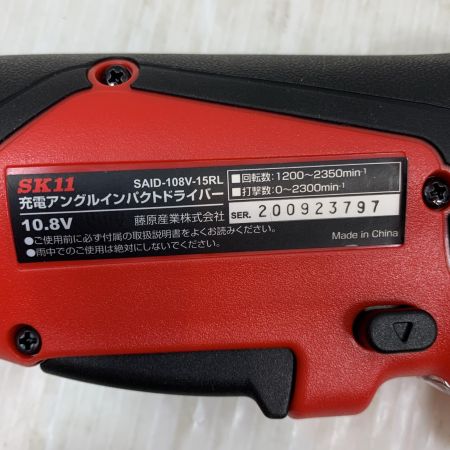 SK11 SAID-108V-15RL
充電アングルインパクトドライバー
10.8V 藤原産業株式会社
●ご使用前に必ず付属の取扱説明書をよくお読みください。
●雨中でのご使用は絶対にしないでください。
■回転数：1200〜2350min-1
■打撃数：0〜2300min-1
SER. 200923797
Made in China